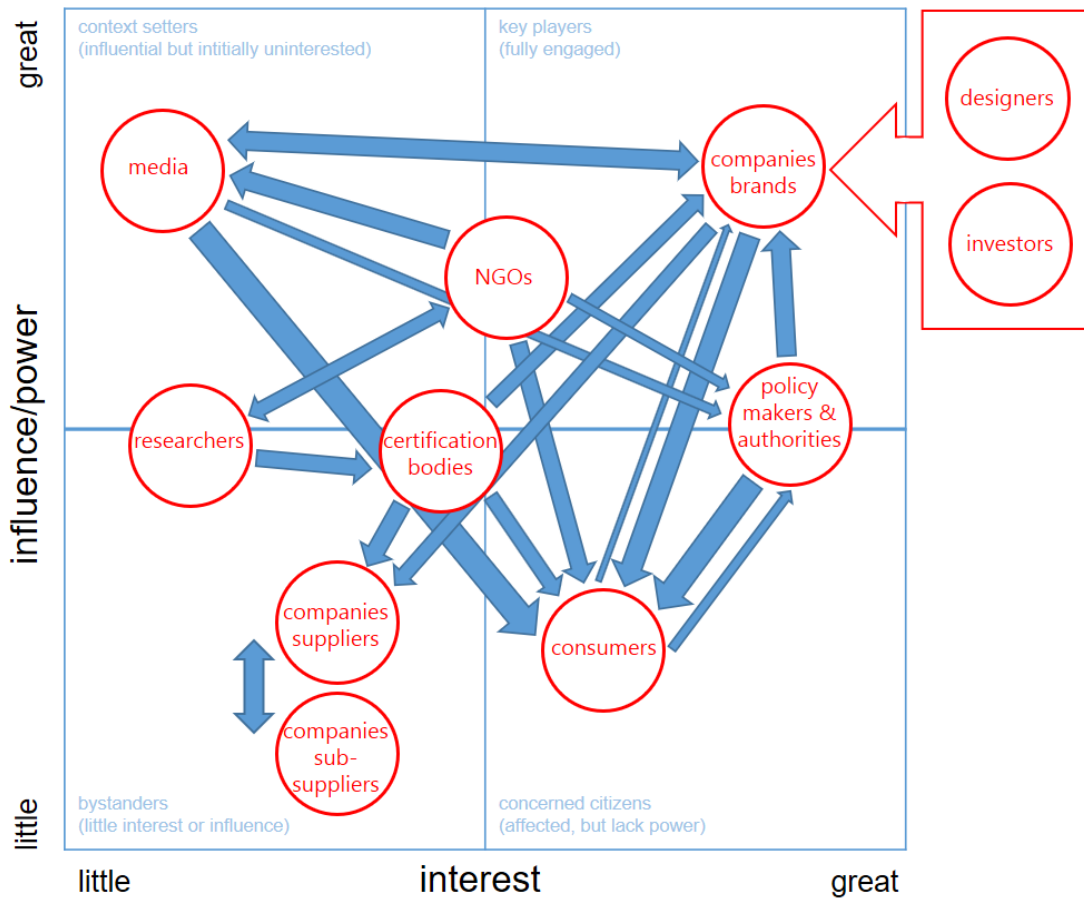 context setters
(influential but intitially uninterested)
key players
(fully engaged)
great
designers
media
companies
brands
investors
NGOs
influence/power
policy
makers &
authorities
researchers
certification
bodies
companies
suppliers
consumers
companies
sub-
suppliers
bystanders
(little interest or influence)
concerned citizens
(affected, but lack power)
little
little
interest
great